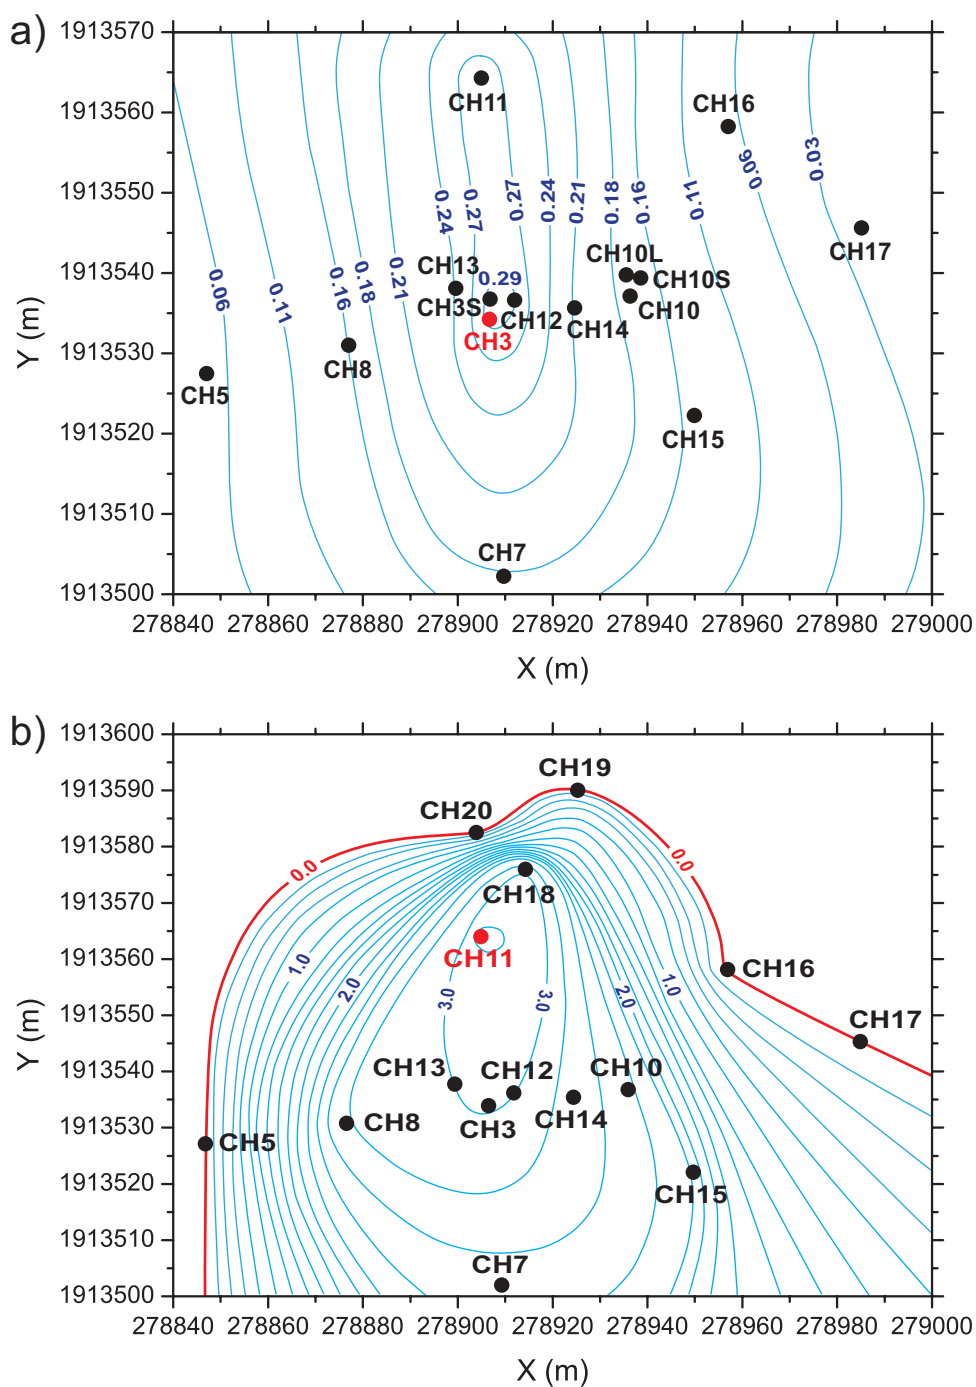 a)
1913570
1913560
1913550
1913540
1913530
1913520
1913510
1913500
Y (m)
CH11
CH16
0.24
0.27
0.27
0.24
0.21
0.18
0.16
0.11
0.06
0.03
CH17
CH13
CH10L
0.06
0.11
0.16
0.18
0.21
0.29
CH10S
CH3S
CH12
CH10
CH14
CH3
CH8
CH5
CH15
CH7
278840 278860 278880 278900 278920 278940 278960 278980 279000
X (m)
b)
1913600
1913590
1913580
1913570
1913560
1913550
1913540
1913530
1913520
1913510
1913500
Y (m)
CH19
CH20
0.0
0.0
CH18
CH11
1.0
2.0
3.0
3.0
2.0
1.0
CH16
CH17
CH13
CH12
CH10
CH3
CH14
CH8
CH5
CH15
CH7
278840 278860 278880 278900 278920 278940 278960 278980 279000
X (m)